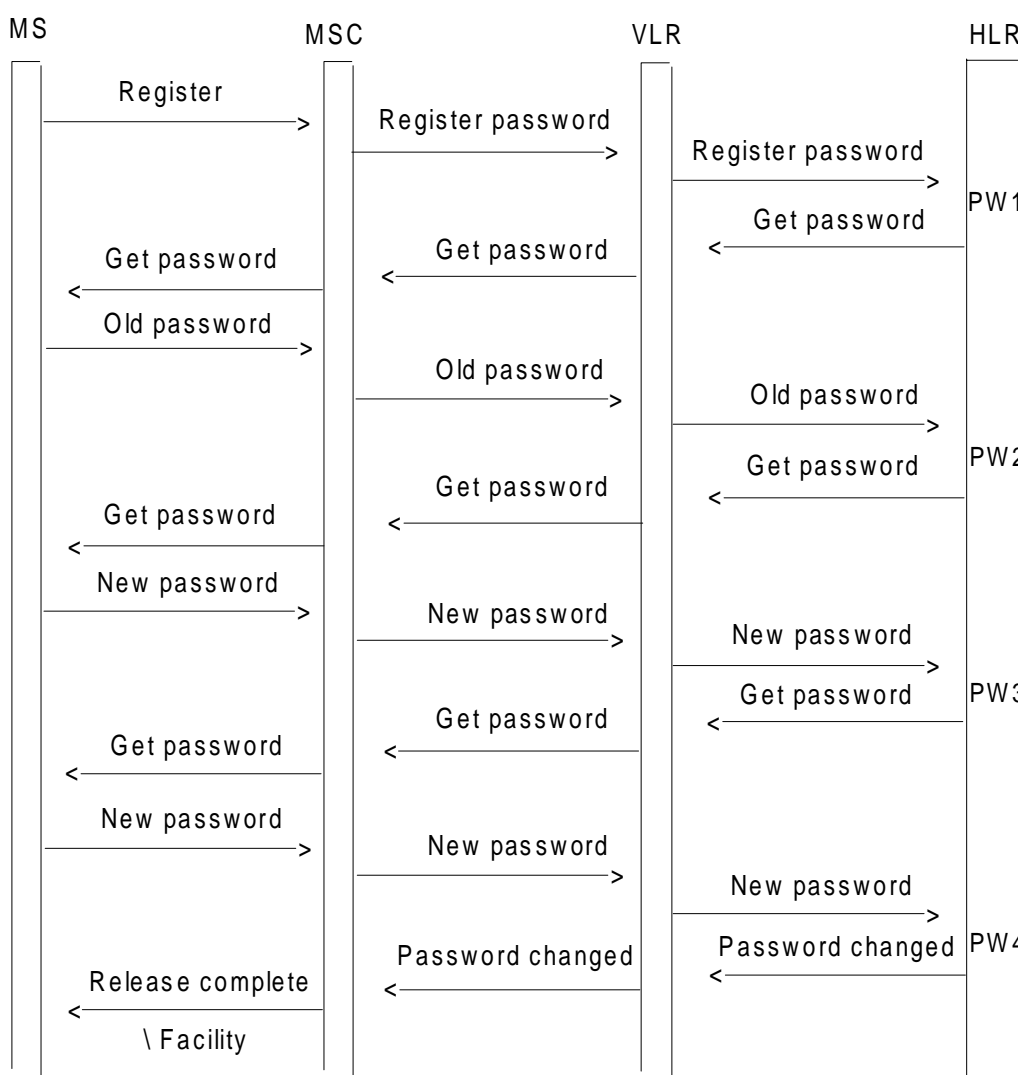 MS
MSC
VLR
HLR
Register
>
Register password
>
Register password
>
PW1
Get password
<
Get password
<
Get password
<
Old password
>
Old password
>
Old password
>
PW2
Get password
<
Get password
<
Get password
<
New password
>
New password
>
New password
>
PW3
Get password
<
Get password
<
Get password
<
New password
>
New password
>
New password
>
PW4
Password changed
<
Password changed
<
Release complete
<
\ Facility